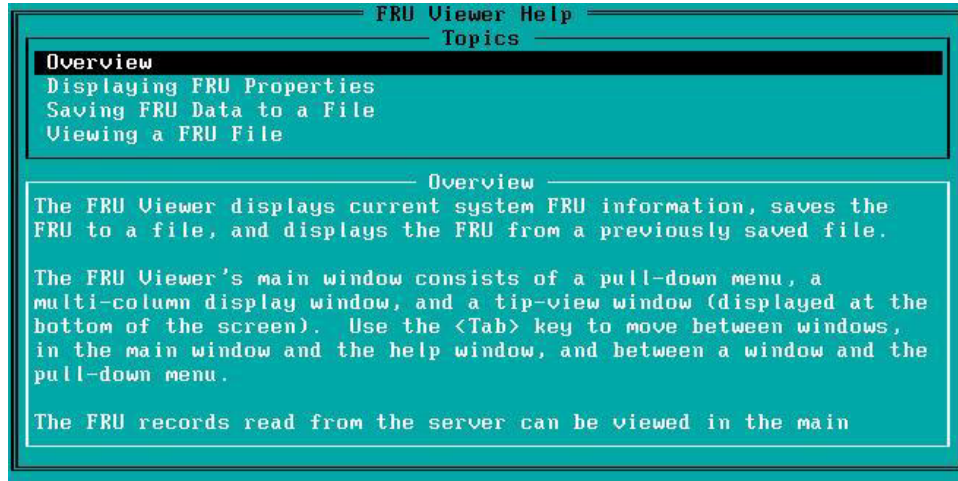 FRU Viewer Help
Topics
Overview
Displaying FRU Properties
Saving FRU Data to a File
Viewing a FRU File
Overview
The FRU Viewer displays current system FRU information, saves the
FRU to a file, and displays the FRU from a previously saved file.
The FRU Viewer's main window consists of a pull-down menu, a
multi-column display window, and a tip-view window (displayed at the
bottom of the screen).  Use the <Tab> key to move between windows,
in the main window and the help window, and between a window and the
pull-down menu.
The FRU records read from the server can be viewed in the main